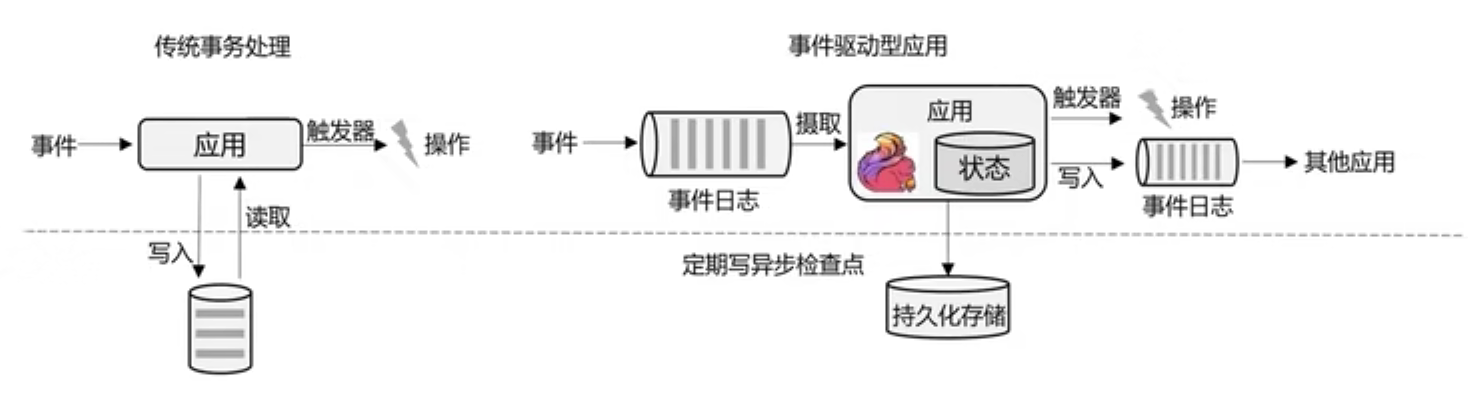 传统事务处理
事件驱动型应用
事件
应用
触发器
操作
写入
读取
事件
事件日志
摄取
应用
状态
触发器
操作
写入
事件日志
其他应用
定期写异步检查点
持久化存储